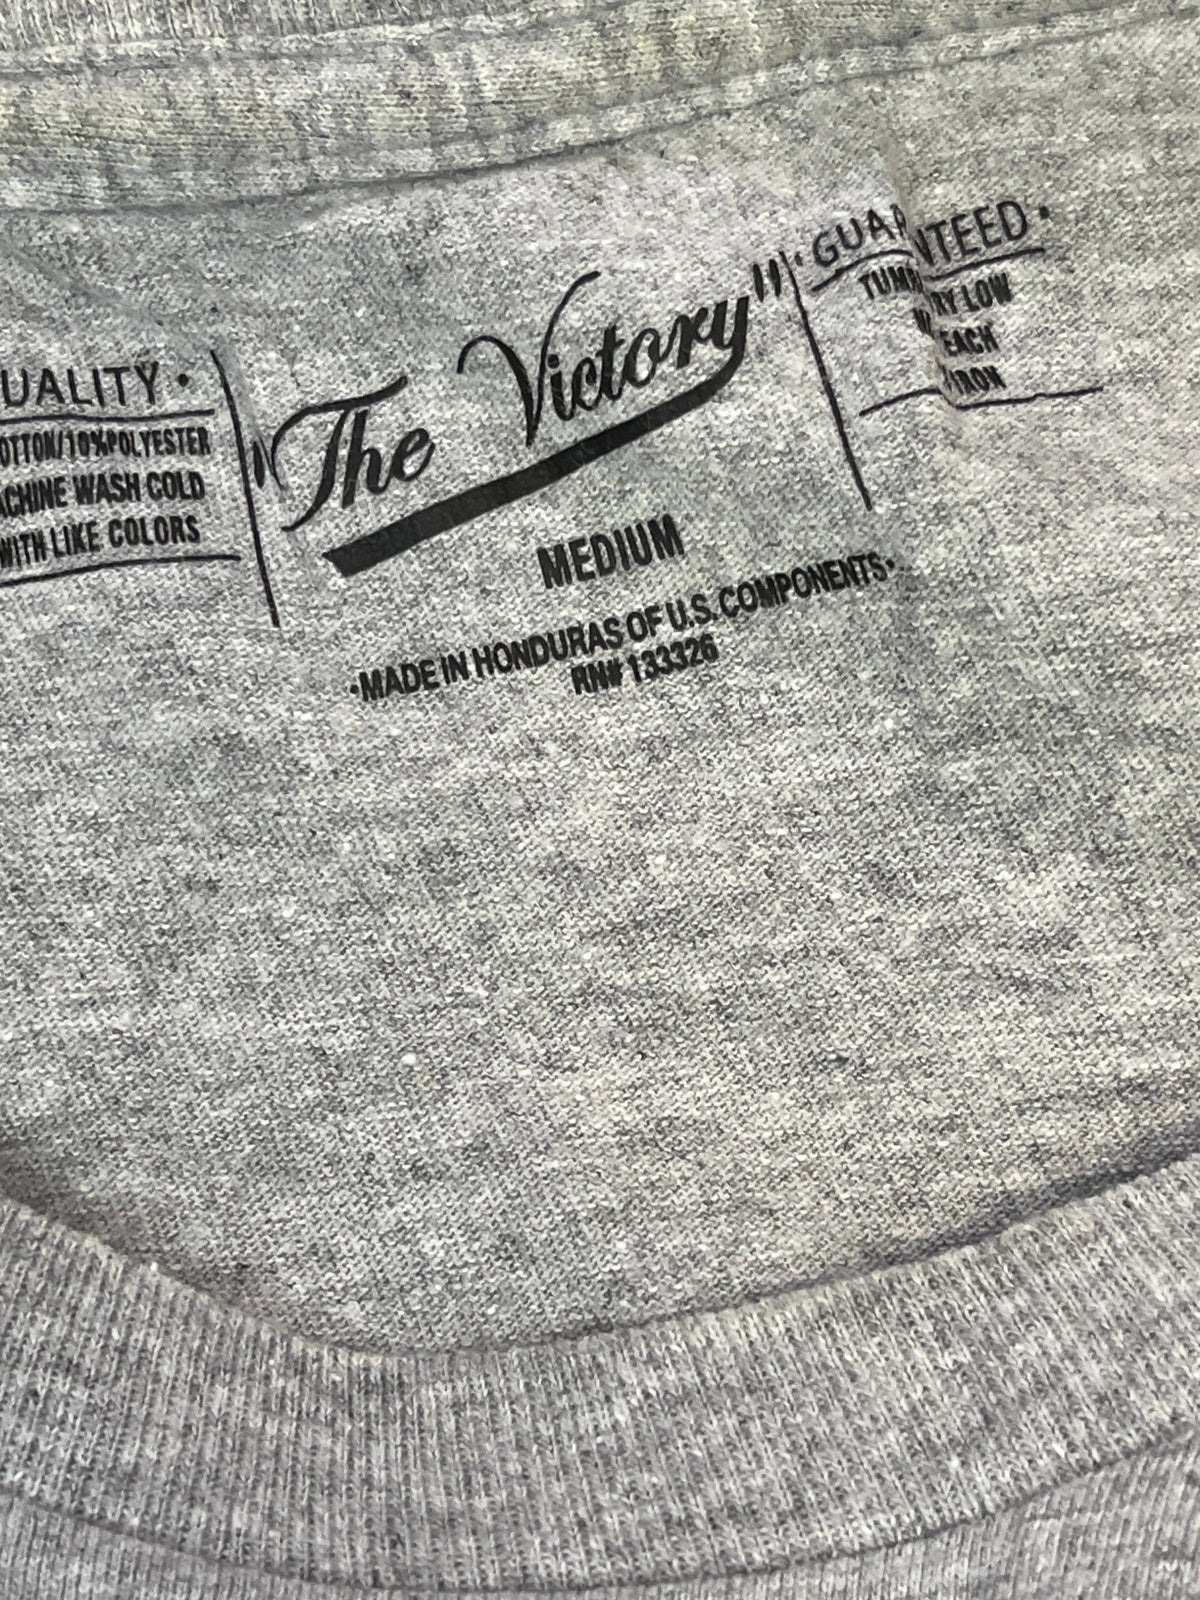 UALITY •
OTTON/10%POLYESTER
ACHINE WASH COLD
WITH LIKE COLORS
"The Victory"
MEDIUM
•MADE IN HONDURAS OF U.S. COMPONENTS•
RN# 133326
• GUAR NTEED •
TUM RY LOW
EACH
IRON